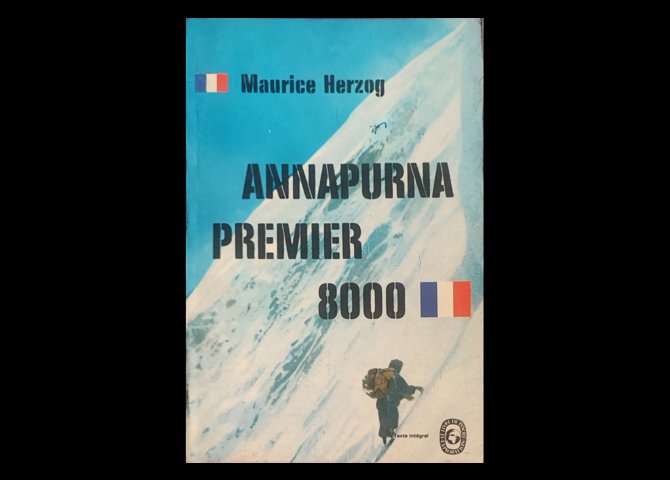 Maurice Herzog
ANNAPURNA
PREMIER
8000
Texte intégral